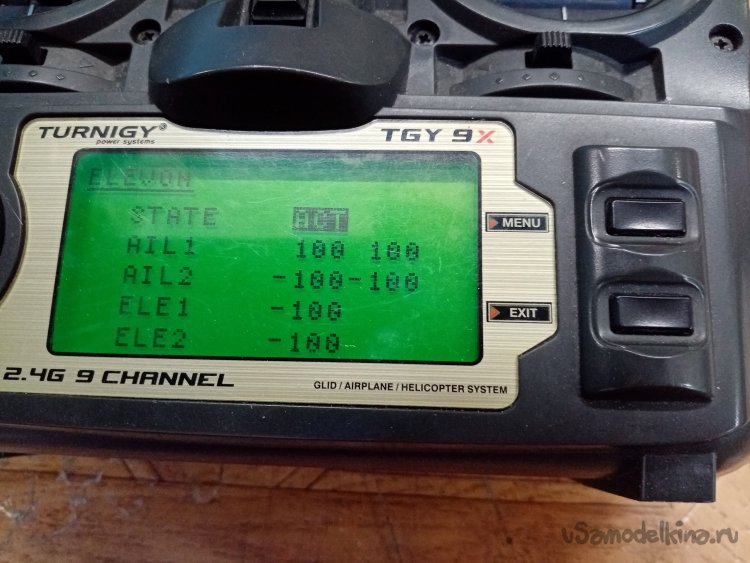 TURNIGY
power systems
TGY 9X
ELEVON
STATE ACT
AIL1 100 100
AIL2 -100-100
ELE1 -100
ELE2 -100
MENU
EXIT
2.4G 9 CHANNEL
GLID / AIRPLANE / HELICOPTER SYSTEM
uSamodelkina.ru